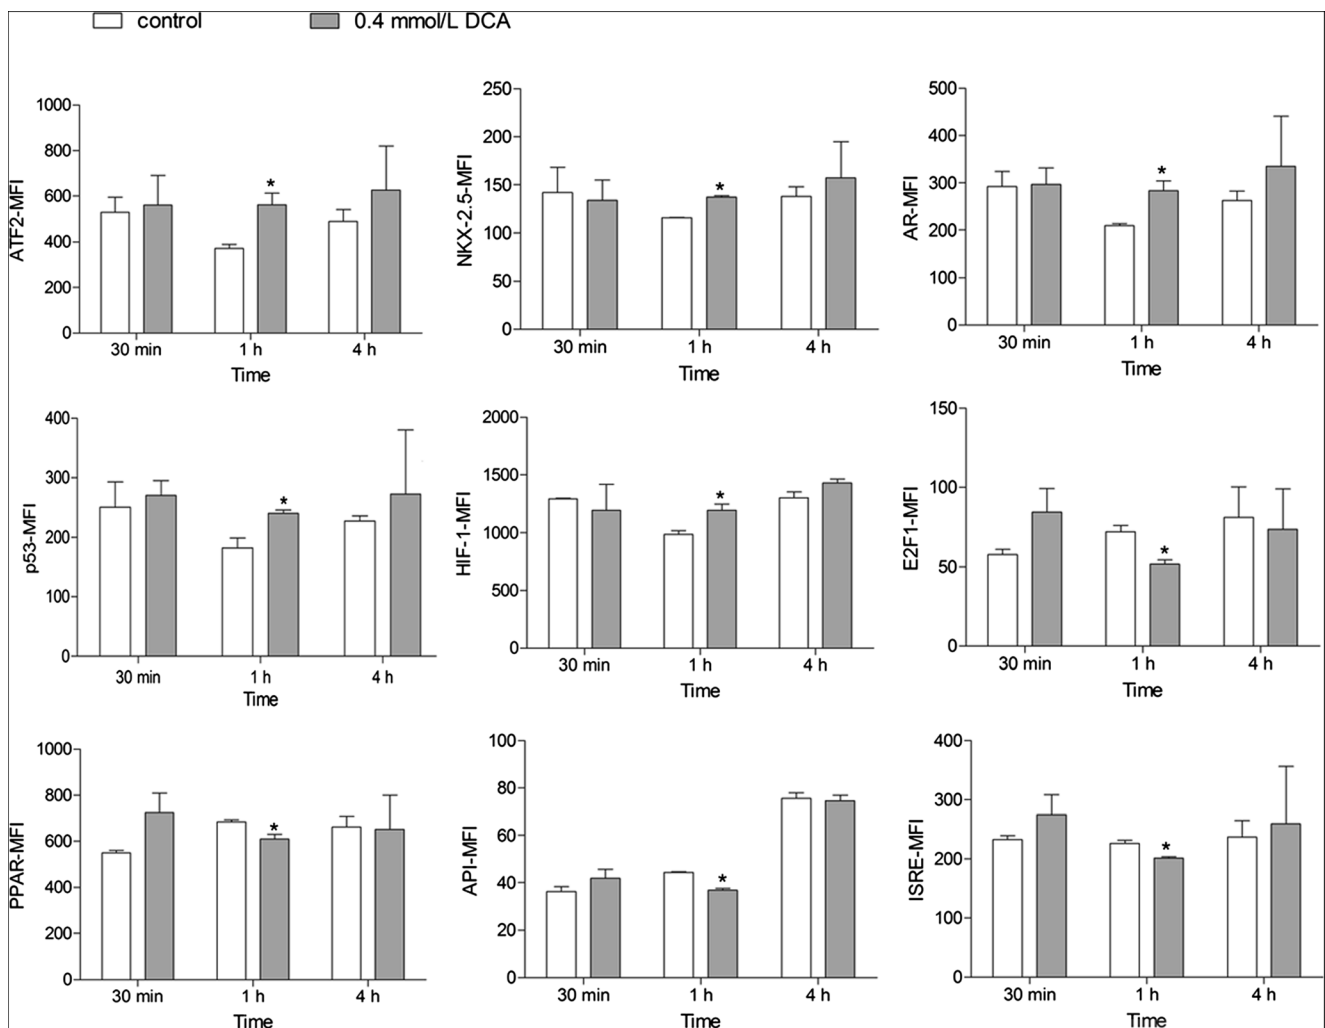 control 0.4 mmol/L DCA
ATF2-MFI
1000
800
600
400
200
0
*
30 min 1 h 4 h
Time
NKX-2.5-MFI
250
200
150
100
50
0
*
30 min 1 h 4 h
Time
AR-MFI
500
400
300
200
100
0
*
30 min 1 h 4 h
Time
p53-MFI
400
300
200
100
0
*
30 min 1 h 4 h
Time
HIF-1-MFI
2000
1500
1000
500
0
*
30 min 1 h 4 h
Time
E2F1-MFI
150
100
50
0
*
30 min 1 h 4 h
Time
PPAR-MFI
1000
800
600
400
200
0
*
30 min 1 h 4 h
Time
API-MFI
100
80
60
40
20
0
*
30 min 1 h 4 h
Time
ISRE-MFI
400
300
200
100
0
*
30 min 1 h 4 h
Time